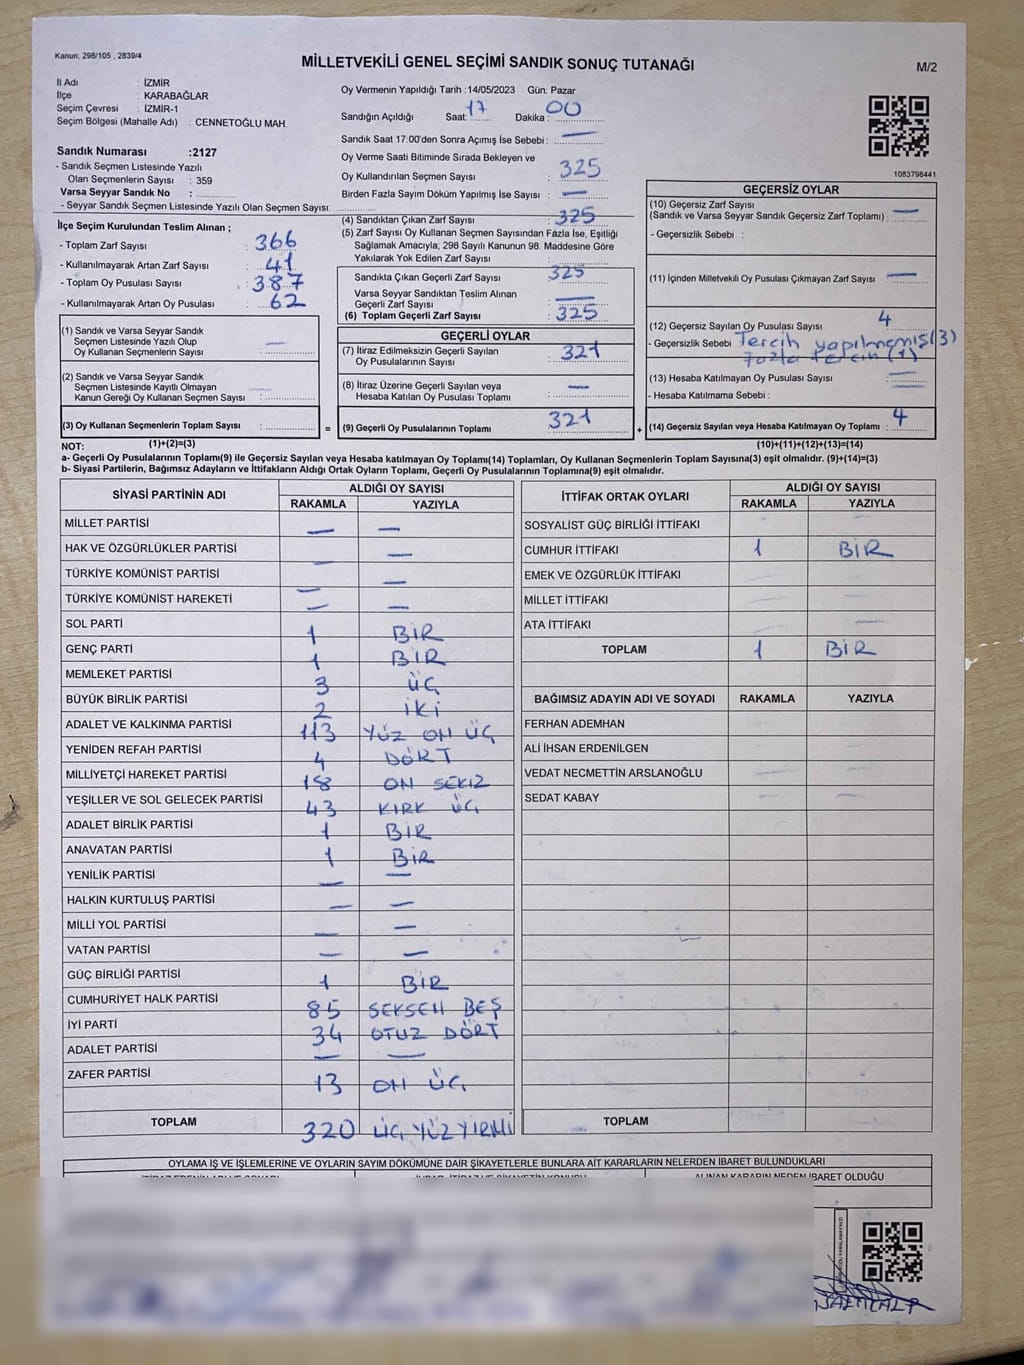 Kanun, 298/105 , 2839/4
MİLLETVEKİLİ GENEL SEÇİMİ SANDIK SONUÇ TUTANAĞI
M/2
İl Adı : İZMİR
İlçe : KARABAĞLAR
Seçim Çevresi : İZMİR-1
Seçim Bölgesi (Mahalle Adı) : CENNETOĞLU MAH.
Sandık Numarası :2127
- Sandık Seçmen Listesinde Yazılı
Olan Seçmenlerin Sayısı : 359
Varsa Seyyar Sandık No :
- Seyyar Sandık Seçmen Listesinde Yazılı Olan Seçmen Sayısı:
Oy Vermenin Yapıldığı Tarih :14/05/2023 Gün: Pazar
Sandığın Açıldığı Saat: 17 Dakika : 00
Sandık Saat 17:00'den Sonra Açımış İse Sebebi : —
Oy Verme Saati Bitiminde Sırada Bekleyen ve
Oy Kullandırılan Seçmen Sayısı : 325
Birden Fazla Sayım Döküm Yapılmış İse Sayısı : —
1083798441
İlçe Seçim Kurulundan Teslim Alınan ;
- Toplam Zarf Sayısı : 366
- Kullanılmayarak Artan Zarf Sayısı : 41
- Toplam Oy Pusulası Sayısı : 387
- Kullanılmayarak Artan Oy Pusulası : 62
(4) Sandıktan Çıkan Zarf Sayısı : 325
(5) Zarf Sayısı Oy Kullanan Seçmen Sayısından Fazla İse, Eşitliği
Sağlamak Amacıyla; 298 Sayılı Kanunun 98. Maddesine Göre
Yakılarak Yok Edilen Zarf Sayısı :
Sandıkta Çıkan Geçerli Zarf Sayısı : 325
Varsa Seyyar Sandıktan Teslim Alınan
Geçerli Zarf Sayısı : —
(6) Toplam Geçerli Zarf Sayısı : 325
GEÇERSİZ OYLAR
(10) Geçersiz Zarf Sayısı
(Sandık ve Varsa Seyyar Sandık Geçersiz Zarf Toplamı) : —
- Geçersizlik Sebebi :
(11) İçinden Milletvekili Oy Pusulası Çıkmayan Zarf Sayısı : —
(12) Geçersiz Sayılan Oy Pusulası Sayısı : 4
- Geçersizlik Sebebi : Tercih yapılmamış (3)
fazla tercih (1)
(13) Hesaba Katılmayan Oy Pusulası Sayısı : —
- Hesaba Katılmama Sebebi :
(14) Geçersiz Sayılan veya Hesaba Katılmayan Oy Toplamı : 4
(1) Sandık ve Varsa Seyyar Sandık
Seçmen Listesinde Yazılı Olup
Oy Kullanan Seçmenlerin Sayısı : —
(2) Sandık ve Varsa Seyyar Sandık
Seçmen Listesinde Kayıtlı Olmayan
Kanun Gereği Oy Kullanan Seçmen Sayısı : —
(3) Oy Kullanan Seçmenlerin Toplam Sayısı :
=
GEÇERLİ OYLAR
(7) İtiraz Edilmeksizin Geçerli Sayılan
Oy Pusulalarının Sayısı : 321
(8) İtiraz Üzerine Geçerli Sayılan veya
Hesaba Katılan Oy Pusulası Toplamı : —
(9) Geçerli Oy Pusulalarının Toplamı : 321
+
NOT: (1)+(2)=(3) (10)+(11)+(12)+(13)=(14)
a- Geçerli Oy Pusulalarının Toplamı(9) ile Geçersiz Sayılan veya Hesaba katılmayan Oy Toplamı(14) Toplamları, Oy Kullanan Seçmenlerin Toplam Sayısına(3) eşit olmalıdır. (9)+(14)=(3)
b- Siyasi Partilerin, Bağımsız Adayların ve İttifakların Aldığı Ortak Oyların Toplamı, Geçerli Oy Pusulalarının Toplamına(9) eşit olmalıdır.
SİYASİ PARTİNİN ADI ALDIĞI OY SAYISI
RAKAMLA YAZIYLA
MİLLET PARTİSİ — —
HAK VE ÖZGÜRLÜKLER PARTİSİ — —
TÜRKİYE KOMÜNİST PARTİSİ — —
TÜRKİYE KOMÜNİST HAREKETİ — —
SOL PARTİ 1 BİR
GENÇ PARTİ 1 BİR
MEMLEKET PARTİSİ 3 ÜÇ
BÜYÜK BİRLİK PARTİSİ 2 İKİ
ADALET VE KALKINMA PARTİSİ 113 YÜZ ON ÜÇ
YENİDEN REFAH PARTİSİ 4 DÖRT
MİLLİYETÇİ HAREKET PARTİSİ 18 ON SEKİZ
YEŞİLLER VE SOL GELECEK PARTİSİ 43 KIRK ÜÇ
ADALET BİRLİK PARTİSİ 1 BİR
ANAVATAN PARTİSİ 1 BİR
YENİLİK PARTİSİ — —
HALKIN KURTULUŞ PARTİSİ — —
MİLLİ YOL PARTİSİ — —
VATAN PARTİSİ — —
GÜÇ BİRLİĞİ PARTİSİ 1 BİR
CUMHURİYET HALK PARTİSİ 85 SEKSEN BEŞ
İYİ PARTİ 34 OTUZ DÖRT
ADALET PARTİSİ — —
ZAFER PARTİSİ 13 ON ÜÇ
TOPLAM 320 ÜÇ YÜZ YİRMİ
İTTİFAK ORTAK OYLARI ALDIĞI OY SAYISI
RAKAMLA YAZIYLA
SOSYALİST GÜÇ BİRLİĞİ İTTİFAKI — —
CUMHUR İTTİFAKI 1 BİR
EMEK VE ÖZGÜRLÜK İTTİFAKI — —
MİLLET İTTİFAKI — —
ATA İTTİFAKI — —
TOPLAM 1 BİR
BAĞIMSIZ ADAYIN ADI VE SOYADI RAKAMLA YAZIYLA
FERHAN ADEMHAN — —
ALİ İHSAN ERDENİLGEN — —
VEDAT NECMETTİN ARSLANOĞLU — —
SEDAT KABAY — —
TOPLAM
OYLAMA İŞ VE İŞLEMLERİNE VE OYLARIN SAYIM DÖKÜMÜNE DAİR ŞİKAYETLERLE BUNLARA AİT KARARLARIN NELERDEN İBARET BULUNDUKLARI
ALINAN KARARIN NEDEN İBARET OLDUĞU